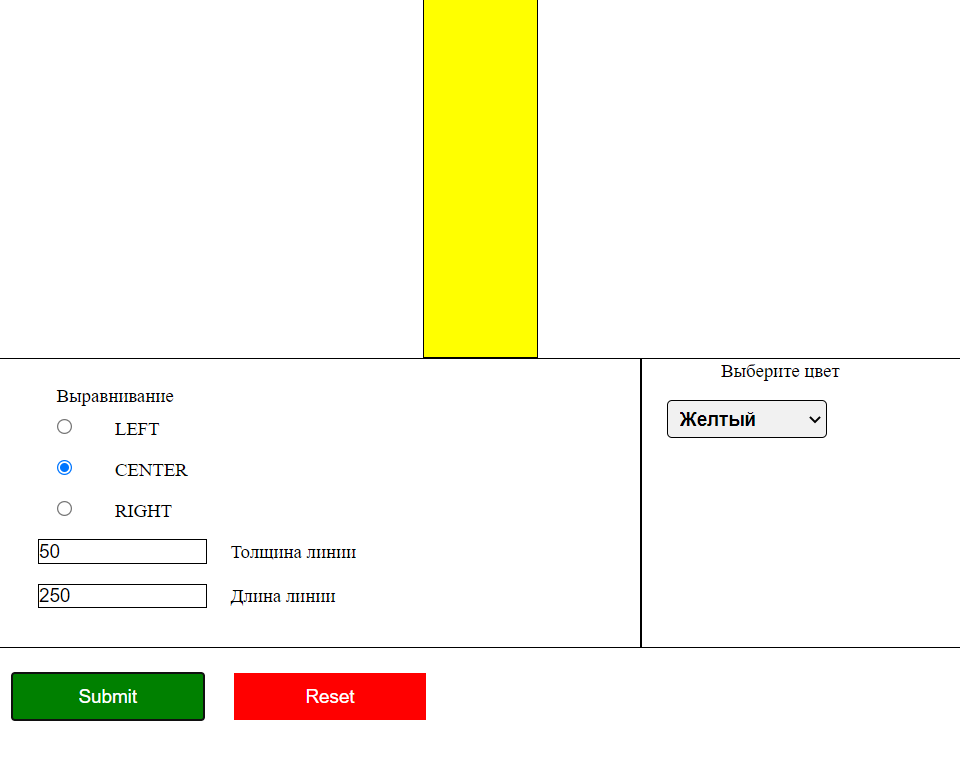 Выберите цвет
Выравнивание
Желтый
LEFT
CENTER
RIGHT
50 Толщина линии
250 Длина линии
Submit Reset